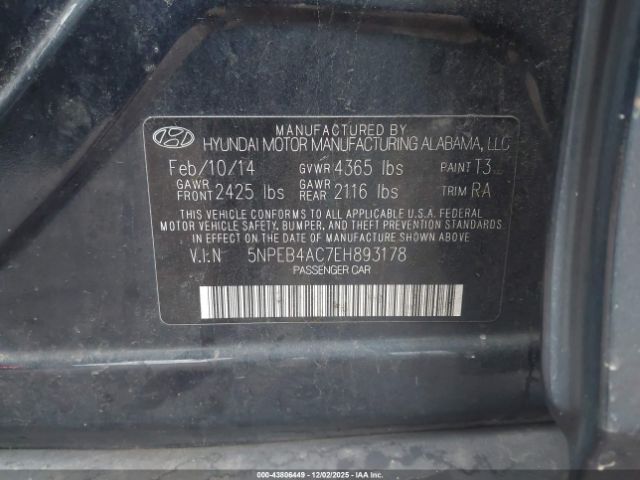 MANUFACTURED BY
HYUNDAI MOTOR MANUFACTURING ALABAMA, LLC
Feb/10/14 GVWR 4365 lbs PAINT T3
GAWR FRONT 2425 lbs GAWR REAR 2116 lbs TRIM RA
THIS VEHICLE CONFORMS TO ALL APPLICABLE U.S.A. FEDERAL
MOTOR VEHICLE SAFETY, BUMPER, AND THEFT PREVENTION STANDARDS
IN EFFECT ON THE DATE OF MANUFACTURE SHOWN ABOVE
V.I.N 5NPEB4AC7EH893178
PASSENGER CAR
000-43806449 - 12/02/2025 - IAAI.COM